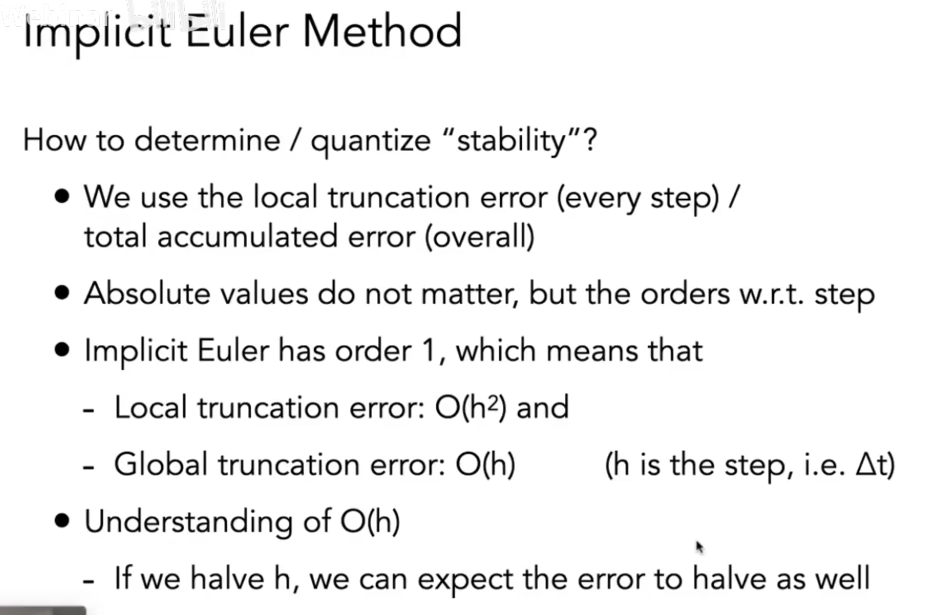 Implicit Euler Method
How to determine / quantize “stability”?
• We use the local truncation error (every step) /
total accumulated error (overall)
• Absolute values do not matter, but the orders w.r.t. step
• Implicit Euler has order 1, which means that
- Local truncation error: O(h²) and
- Global truncation error: O(h) (h is the step, i.e. Δt)
• Understanding of O(h)
- If we halve h, we can expect the error to halve as well